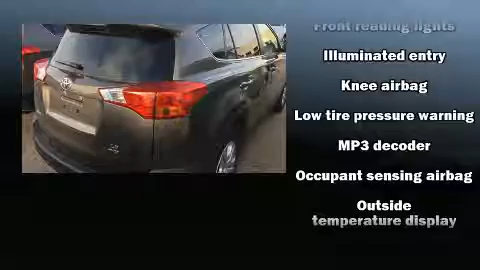 Front reading lights
Illuminated entry
Knee airbag
Low tire pressure warning
MP3 decoder
Occupant sensing airbag
Outside
temperature display